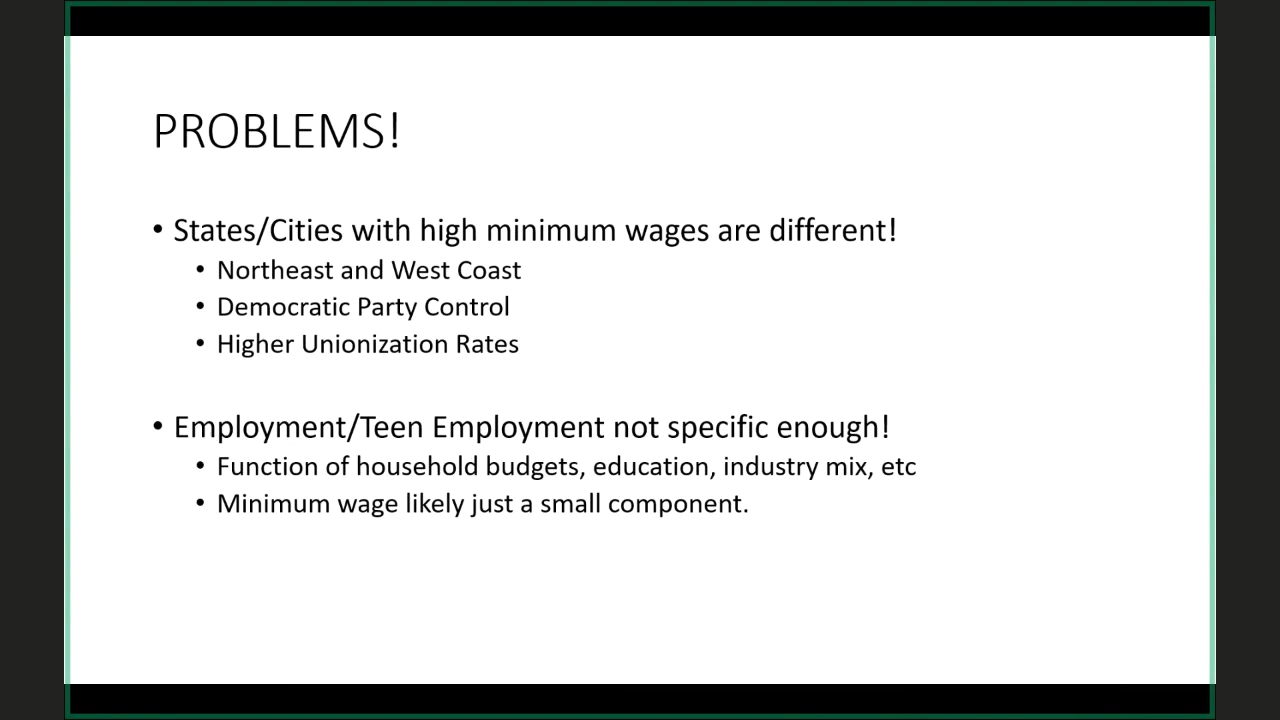 PROBLEMS!
• States/Cities with high minimum wages are different!
• Northeast and West Coast
• Democratic Party Control
• Higher Unionization Rates
• Employment/Teen Employment not specific enough!
• Function of household budgets, education, industry mix, etc
• Minimum wage likely just a small component.